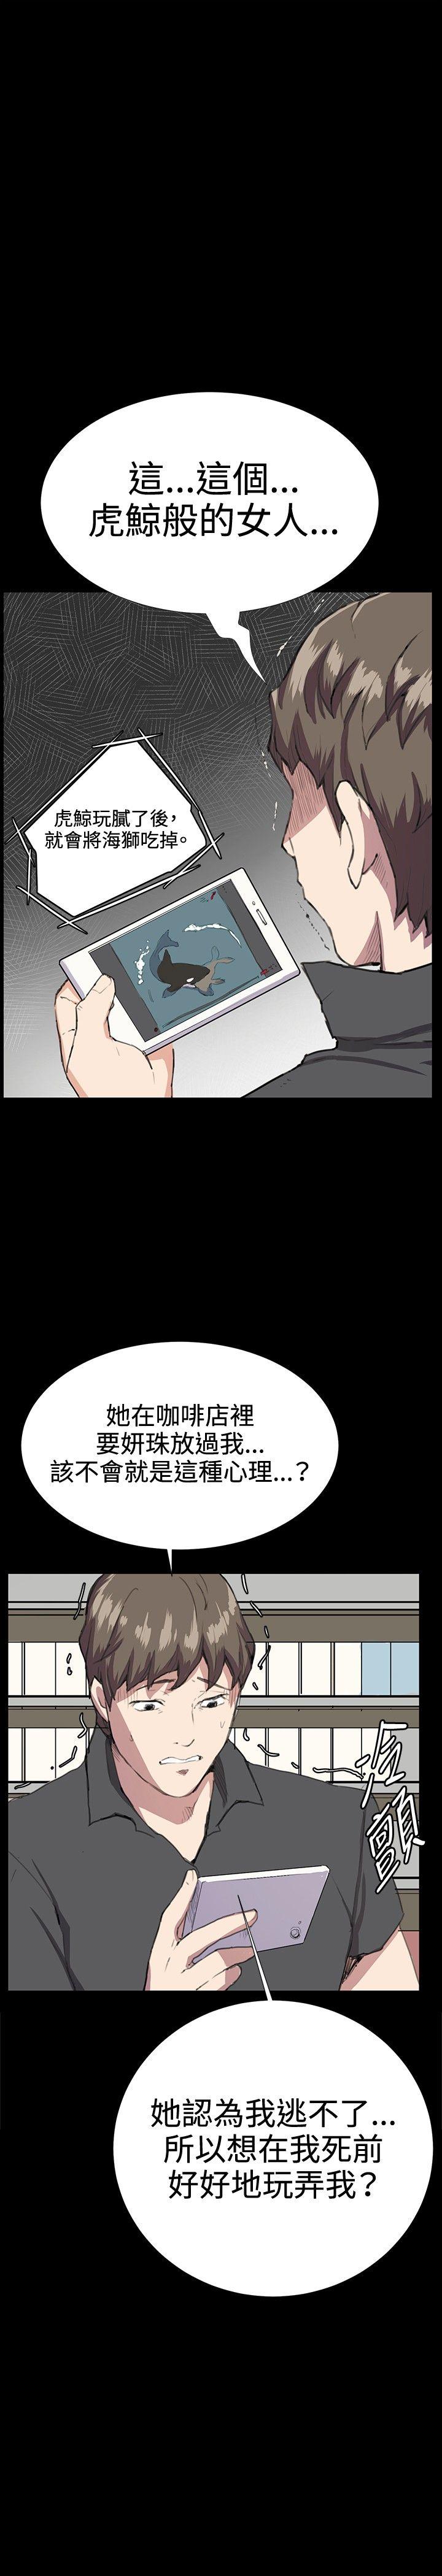 這...這個...
虎鯨般的女人...
虎鯨玩膩了後,
就會將海獅吃掉。
她在咖啡店裡
要妍珠放過我...
該不會就是這種心理...?
顫
她認為我逃不了...
所以想在我死前
好好地玩弄我?